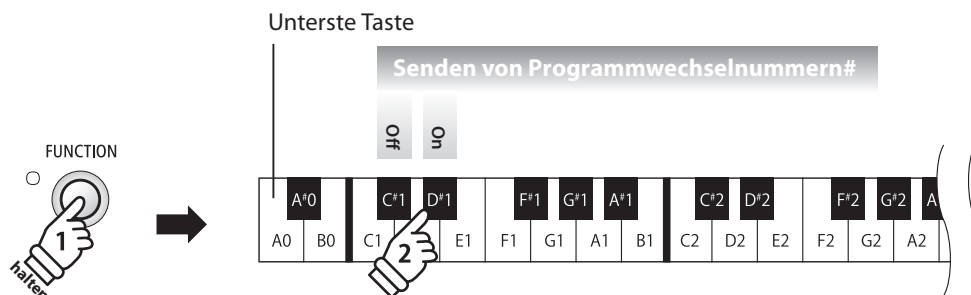 Unterste Taste
Senden von Programmwechselnummern#
Off On
FUNCTION
A#0 C#1 D#1 F#1 G#1 A#1 C#2 D#2 F#2 G#2 A
A0 B0 C1 E1 F1 G1 A1 B1 C2 D2 E2 F2 G2 A2
1
2
halten